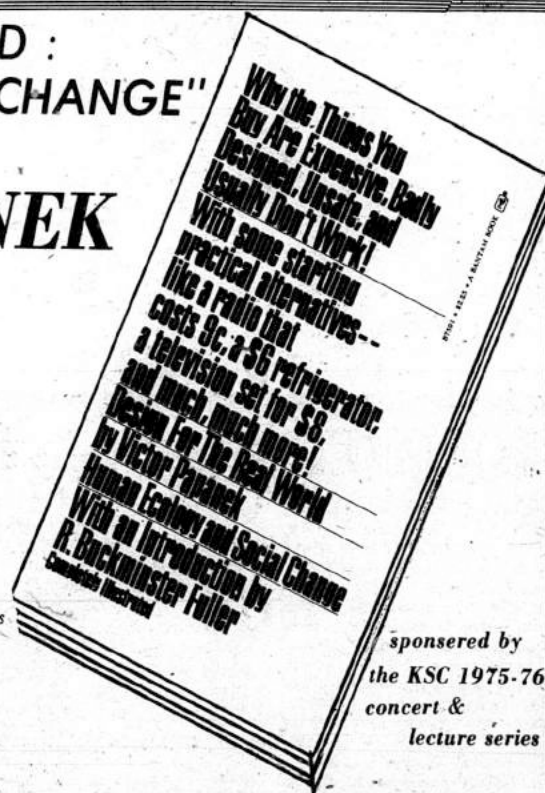 D :
CHANGE"
NEK
Why the Things You
Buy Are Expensive, Badly
Designed, Unsafe, and
Usually Don't Work!
With some startling
practical alternatives--
like a radio that
costs 9c, a $6 refrigerator,
a television set for $8,
and much, much more!
Design For The Real World
by Victor Papanek
Human Ecology and Social Change
With an Introduction by
R. Buckminster Fuller
Completely Illustrated
A BANTAM BOOK
s
sponsered by
the KSC 1975-76
concert &
lecture series